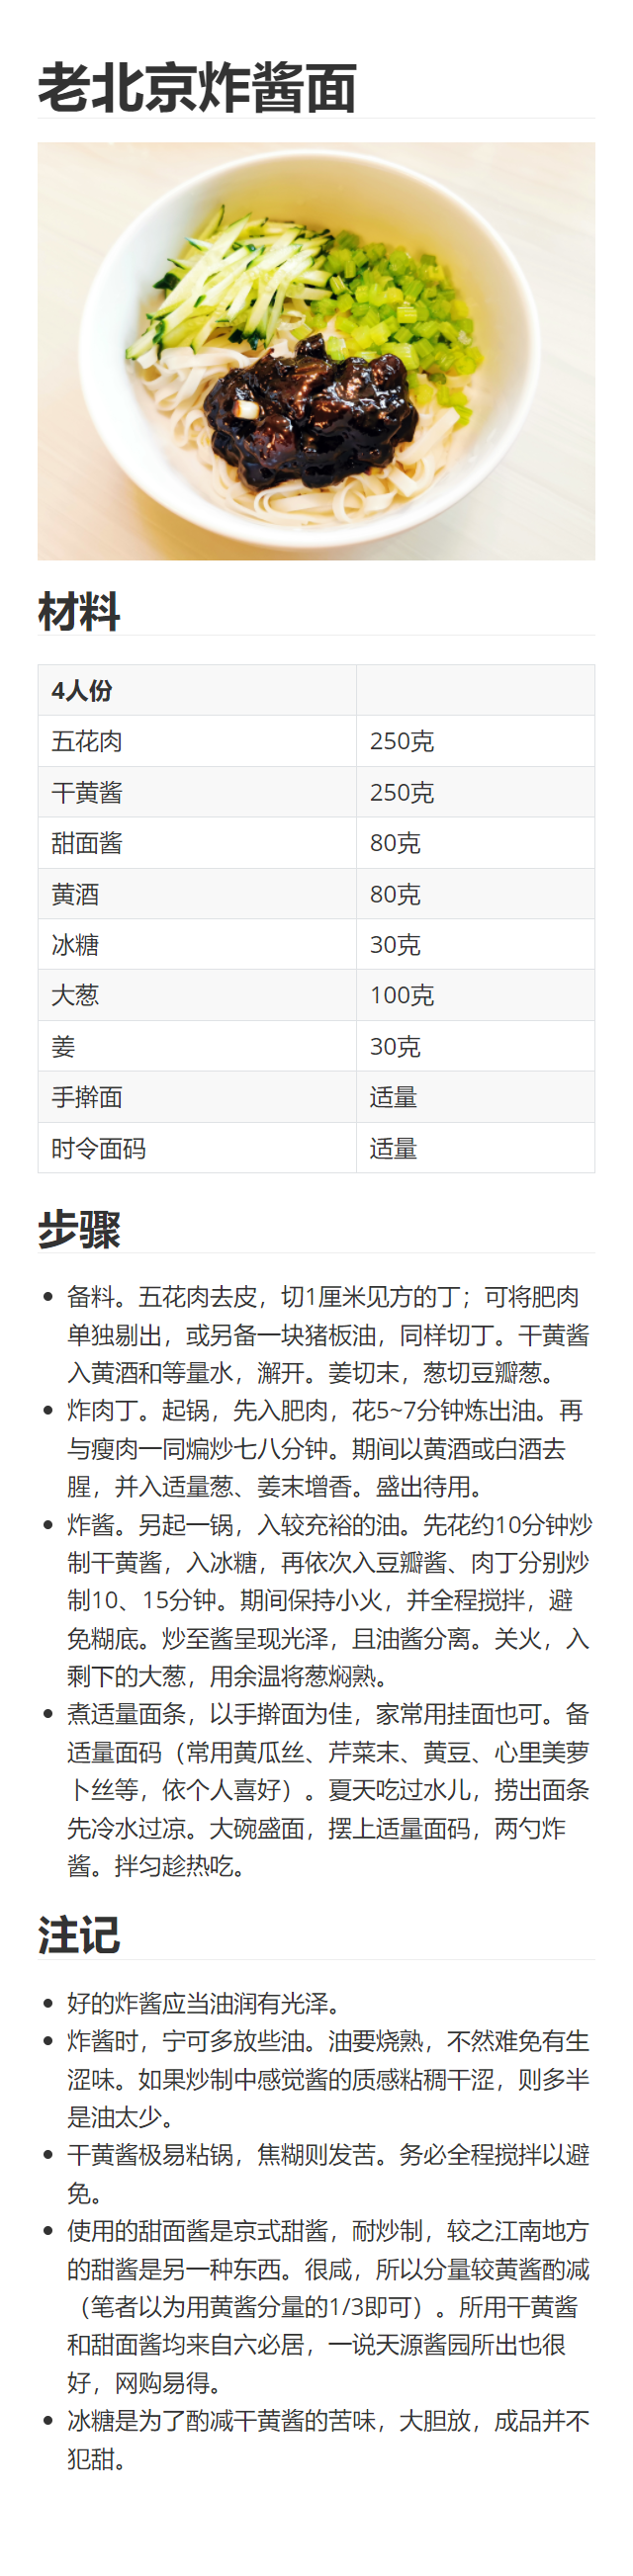 老北京炸酱面
材料
4人份
五花肉 250克
干黄酱 250克
甜面酱 80克
黄酒 80克
冰糖 30克
大葱 100克
姜 30克
手擀面 适量
时令面码 适量
步骤
备料。五花肉去皮，切1厘米见方的丁；可将肥肉
单独剔出，或另备一块猪板油，同样切丁。干黄酱
入黄酒和等量水，澥开。姜切末，葱切豆瓣葱。
炸肉丁。起锅，先入肥肉，花5~7分钟炼出油。再
与瘦肉一同煸炒七八分钟。期间以黄酒或白酒去
腥，并入适量葱、姜末增香。盛出待用。
炸酱。另起一锅，入较充裕的油。先花约10分钟炒
制干黄酱，入冰糖，再依次入豆瓣酱、肉丁分别炒
制10、15分钟。期间保持小火，并全程搅拌，避
免糊底。炒至酱呈现光泽，且油酱分离。关火，入
剩下的大葱，用余温将葱焖熟。
煮适量面条，以手擀面为佳，家常用挂面也可。备
适量面码（常用黄瓜丝、芹菜末、黄豆、心里美萝
卜丝等，依个人喜好）。夏天吃过水儿，捞出面条
先冷水过凉。大碗盛面，摆上适量面码，两勺炸
酱。拌匀趁热吃。
注记
好的炸酱应当油润有光泽。
炸酱时，宁可多放些油。油要烧熟，不然难免有生
涩味。如果炒制中感觉酱的质感粘稠干涩，则多半
是油太少。
干黄酱极易粘锅，焦糊则发苦。务必全程搅拌以避
免。
使用的甜面酱是京式甜酱，耐炒制，较之江南地方
的甜酱是另一种东西。很咸，所以分量较黄酱酌减
（笔者以为用黄酱分量的1/3即可）。所用干黄酱
和甜面酱均来自六必居，一说天源酱园所出也很
好，网购易得。
冰糖是为了酌减干黄酱的苦味，大胆放，成品并不
犯甜。